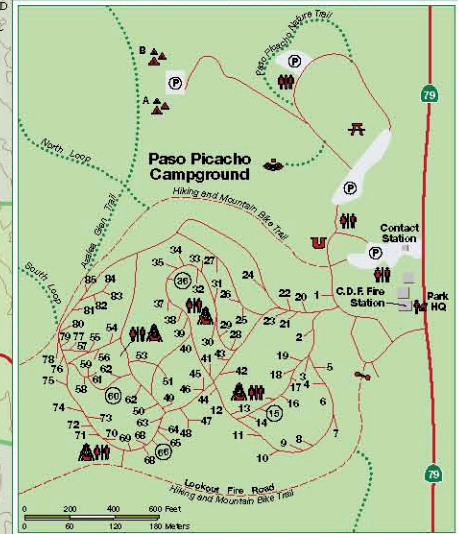 D
B
P
Paso Picacho Nature Trail
P
79
A
Paso Picacho
Campground
North Loop
Hiking and Mountain Bike Trail
P
Azalea Glen Trail
Contact
Station
P
South Loop
34
33 27
35
24
36
85 84
32 31
26
83
82
81
37
22 20 1
C.D.F. Fire
Station
Park
HQ
80
54
38
29 25
23 21
79 77 55
57
39
28
30
2
78
56
53
40
43
41
19
76
59
62
42
5
75
61
51
45
18
3
58
60
62
46
17 4
49
44
16
6
74
50
12
13
15
73
63
47
14
72
64 48
11
7
71
70 69 68
65
9 8
66
10
68
Lookout Fire Road
Hiking and Mountain Bike Trail
79
0 200 400 600 Feet
0 60 120 180 Meters